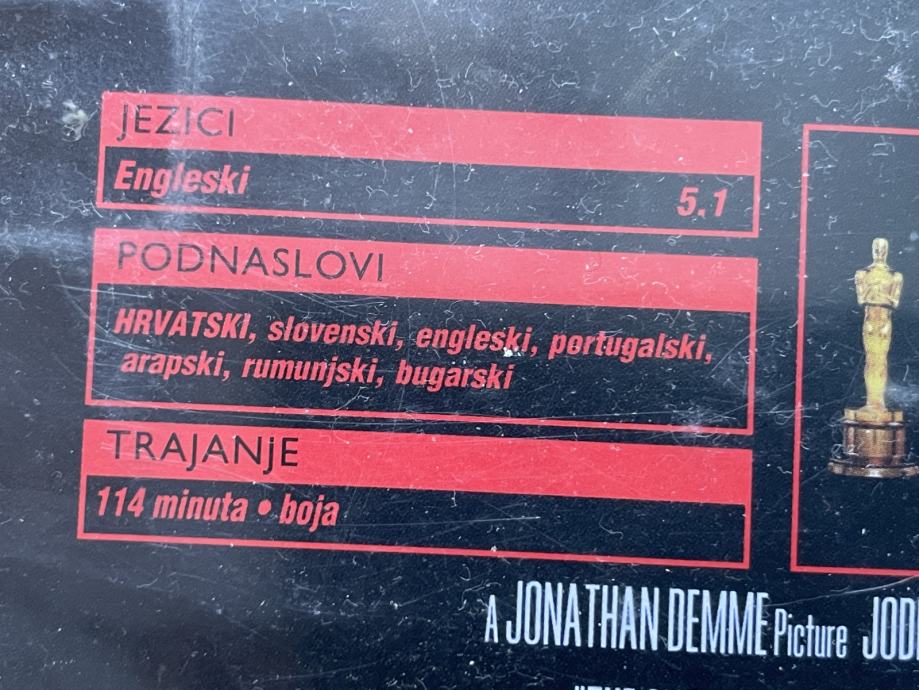 JEZICI
Engleski 5.1
PODNASLOVI
HRVATSKI, slovenski, engleski, portugalski,
arapski, rumunjski, bugarski
TRAJANjE
114 minuta • boja
A JONATHAN DEMME Picture